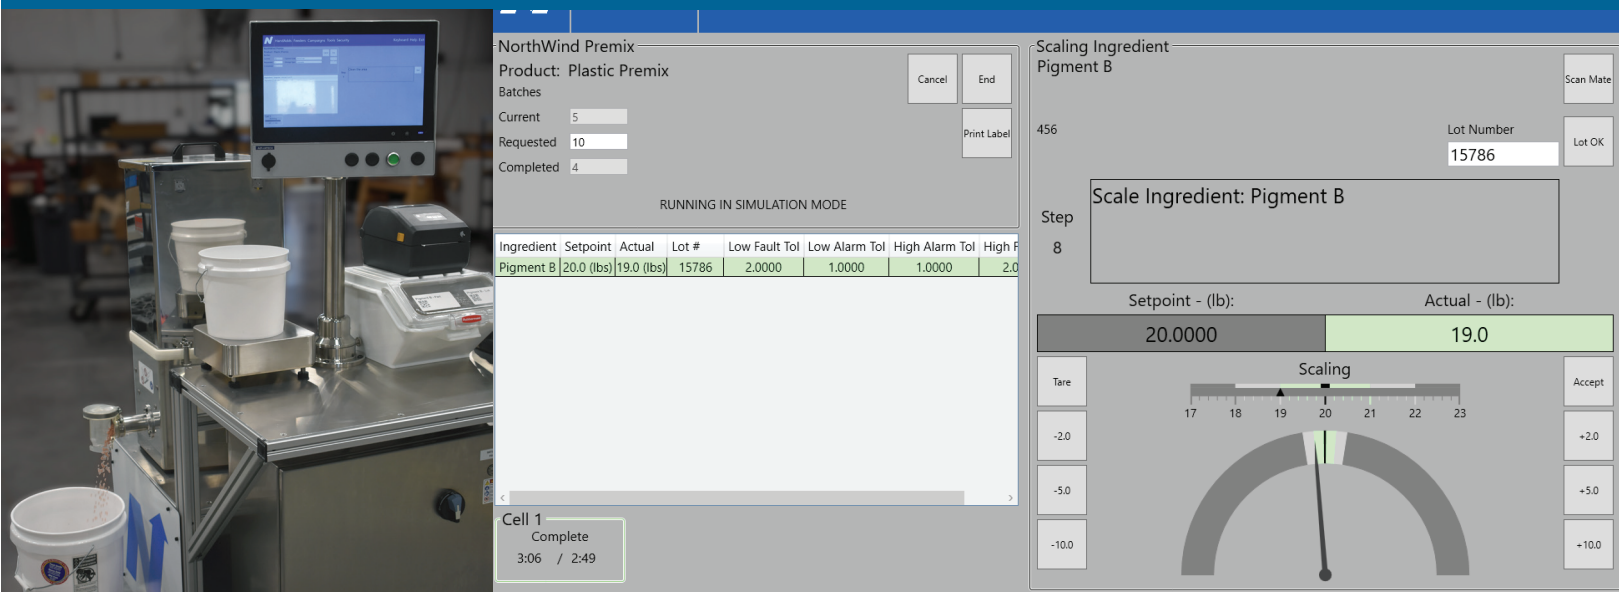 NorthWind Premix
Product: Plastic Premix
Batches
Current 5
Requested 10
Completed 4
Cancel
End
Print Label
RUNNING IN SIMULATION MODE
Ingredient Setpoint Actual Lot # Low Fault Tol Low Alarm Tol High Alarm Tol High F
Pigment B 20.0 (lbs) 19.0 (lbs) 15786 2.0000 1.0000 1.0000 2.0
Cell 1
Complete
3:06 / 2:49
Scaling Ingredient
Pigment B
Scan Mate
456
Lot Number
15786
Lot OK
Step
8
Scale Ingredient: Pigment B
Setpoint - (lb): Actual - (lb):
20.0000 19.0
Scaling
17 18 19 20 21 22 23
Tare
-2.0
-5.0
-10.0
Accept
+2.0
+5.0
+10.0